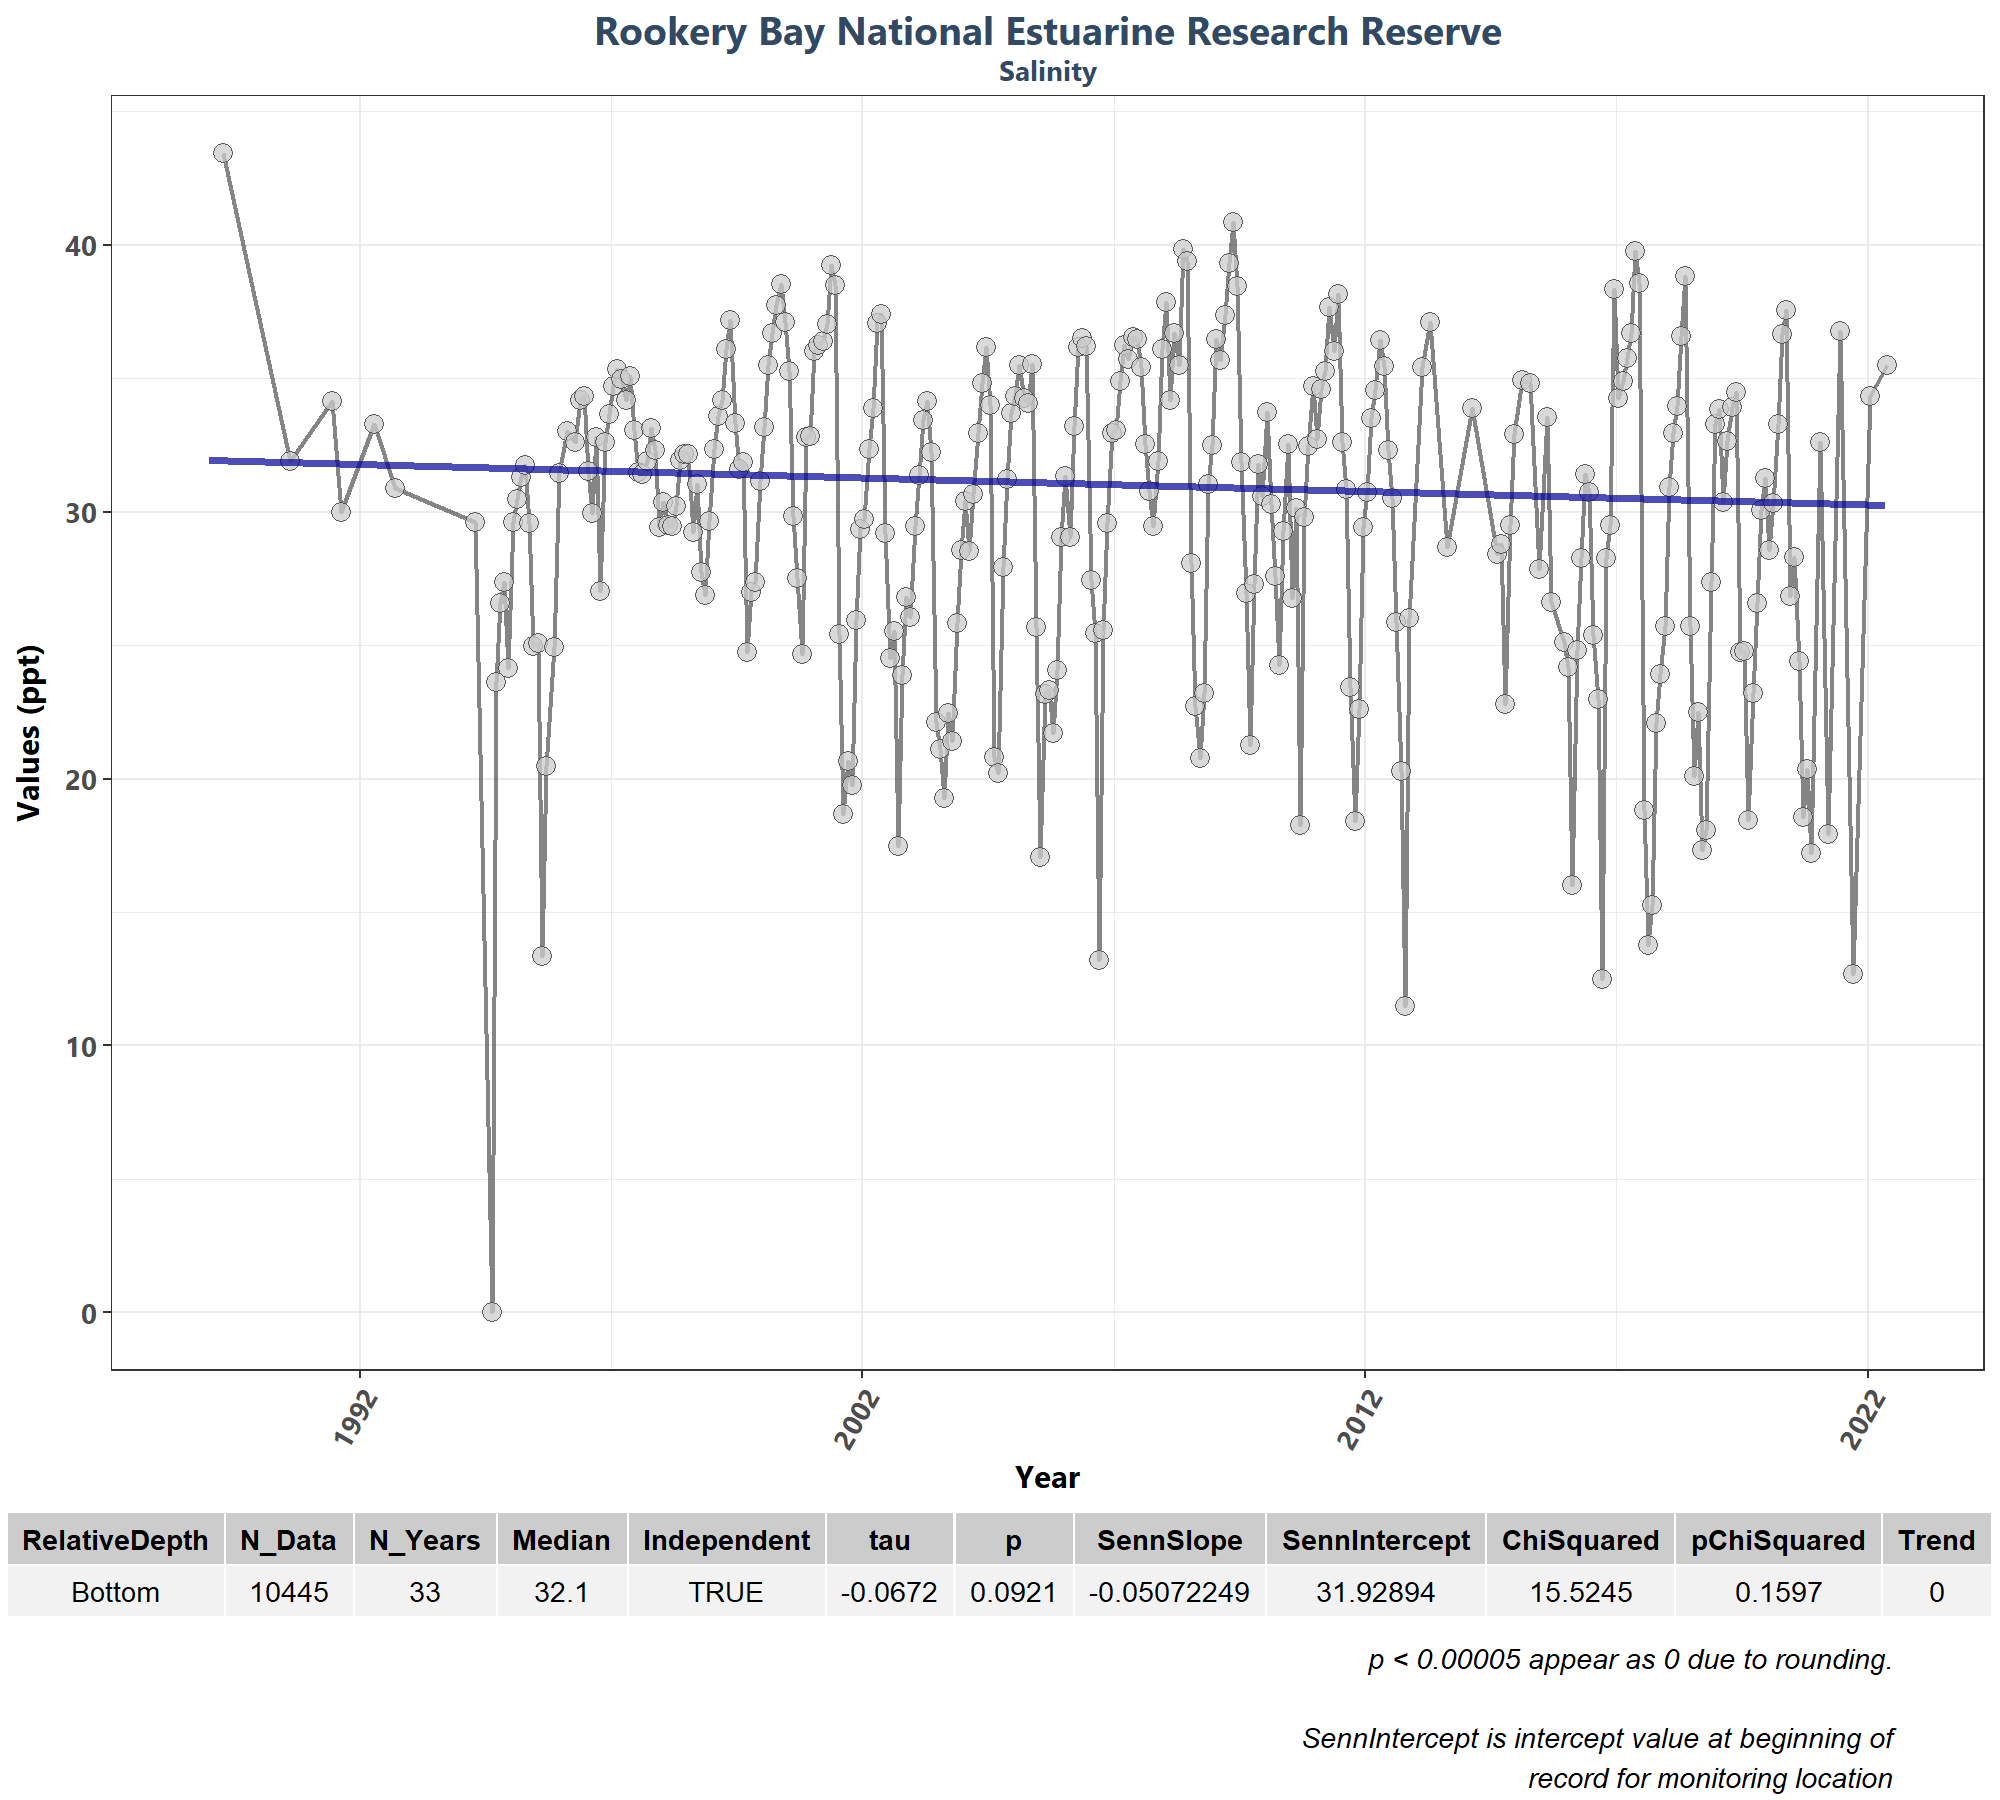 Rookery Bay National Estuarine Research Reserve
Salinity
Values (ppt)
40
30
20
10
0
1992
2002
2012
2022
Year
RelativeDepth N_Data N_Years Median Independent tau p SennSlope SennIntercept ChiSquared pChiSquared Trend
Bottom 10445 33 32.1 TRUE -0.0672 0.0921 -0.05072249 31.92894 15.5245 0.1597 0
p < 0.00005 appear as 0 due to rounding.
SennIntercept is intercept value at beginning of
record for monitoring location